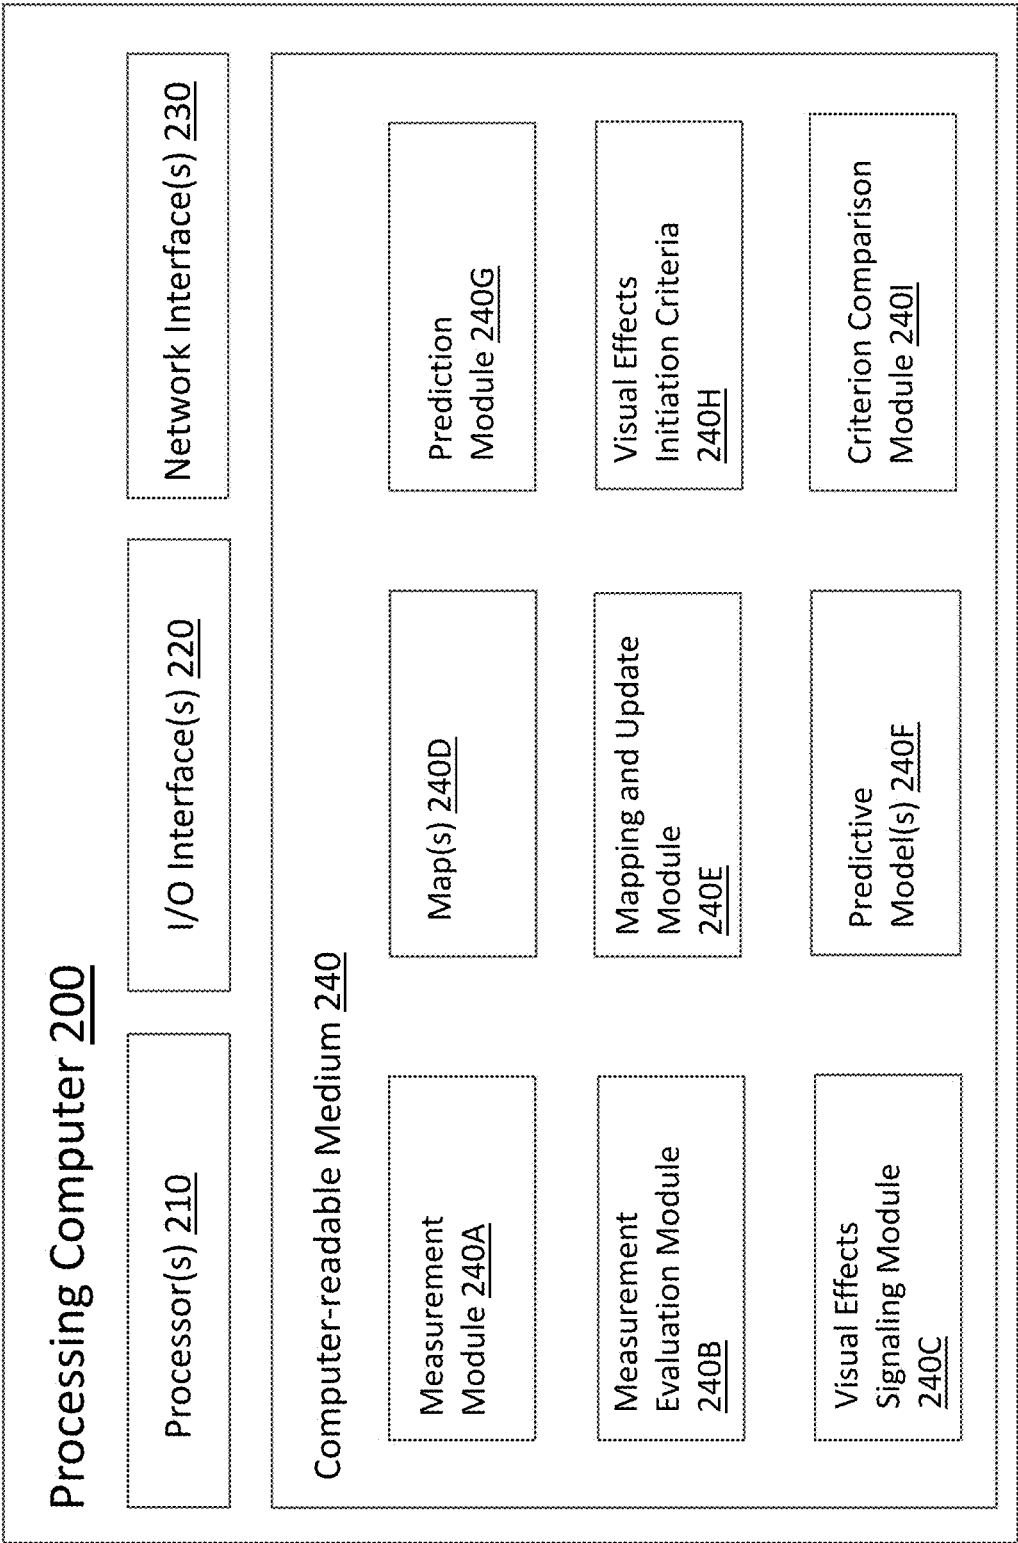 Processing Computer 200
Processor(s) 210
I/O Interface(s) 220
Network Interface(s) 230
Computer-readable Medium 240
Measurement
Module 240A
Measurement
Evaluation Module
240B
Visual Effects
Signaling Module
240C
Map(s) 240D
Mapping and Update
Module
240E
Predictive
Model(s) 240F
Prediction
Module 240G
Visual Effects
Initiation Criteria
240H
Criterion Comparison
Module 240I